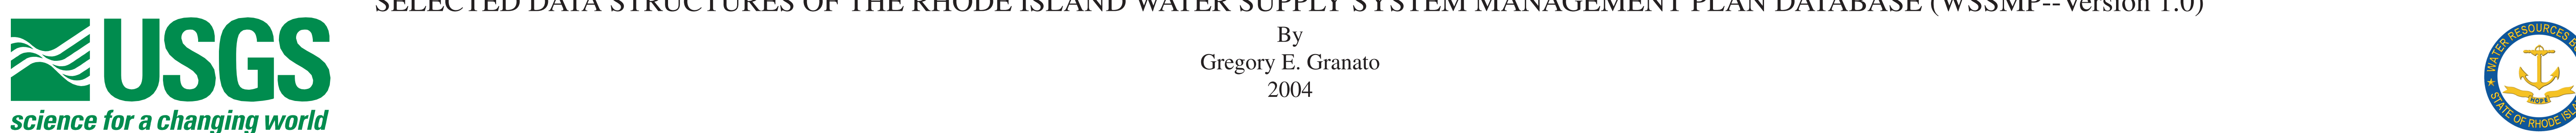 SELECTED DATA STRUCTURES OF THE RHODE ISLAND WATER SUPPLY SYSTEM MANAGEMENT PLAN DATABASE (WSSMP--Version 1.0)
By
Gregory E. Granato
2004
USGS
science for a changing world
WATER RESOURCES
STATE OF RHODE
HOPE